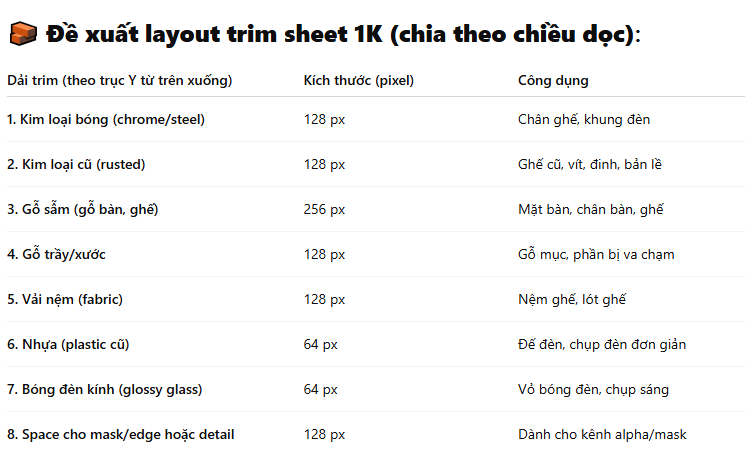 Đề xuất layout trim sheet 1K (chia theo chiều dọc):
Dải trim (theo trục Y từ trên xuống) Kích thước (pixel) Công dụng
1. Kim loại bóng (chrome/steel) 128 px Chân ghế, khung đèn
2. Kim loại cũ (rusted) 128 px Ghế cũ, vít, đinh, bản lề
3. Gỗ sẫm (gỗ bàn, ghế) 256 px Mặt bàn, chân bàn, ghế
4. Gỗ trầy/xước 128 px Gỗ mục, phần bị va chạm
5. Vải nệm (fabric) 128 px Nệm ghế, lót ghế
6. Nhựa (plastic cũ) 64 px Đế đèn, chụp đèn đơn giản
7. Bóng đèn kính (glossy glass) 64 px Vỏ bóng đèn, chụp sáng
8. Space cho mask/edge hoặc detail 128 px Dành cho kênh alpha/mask